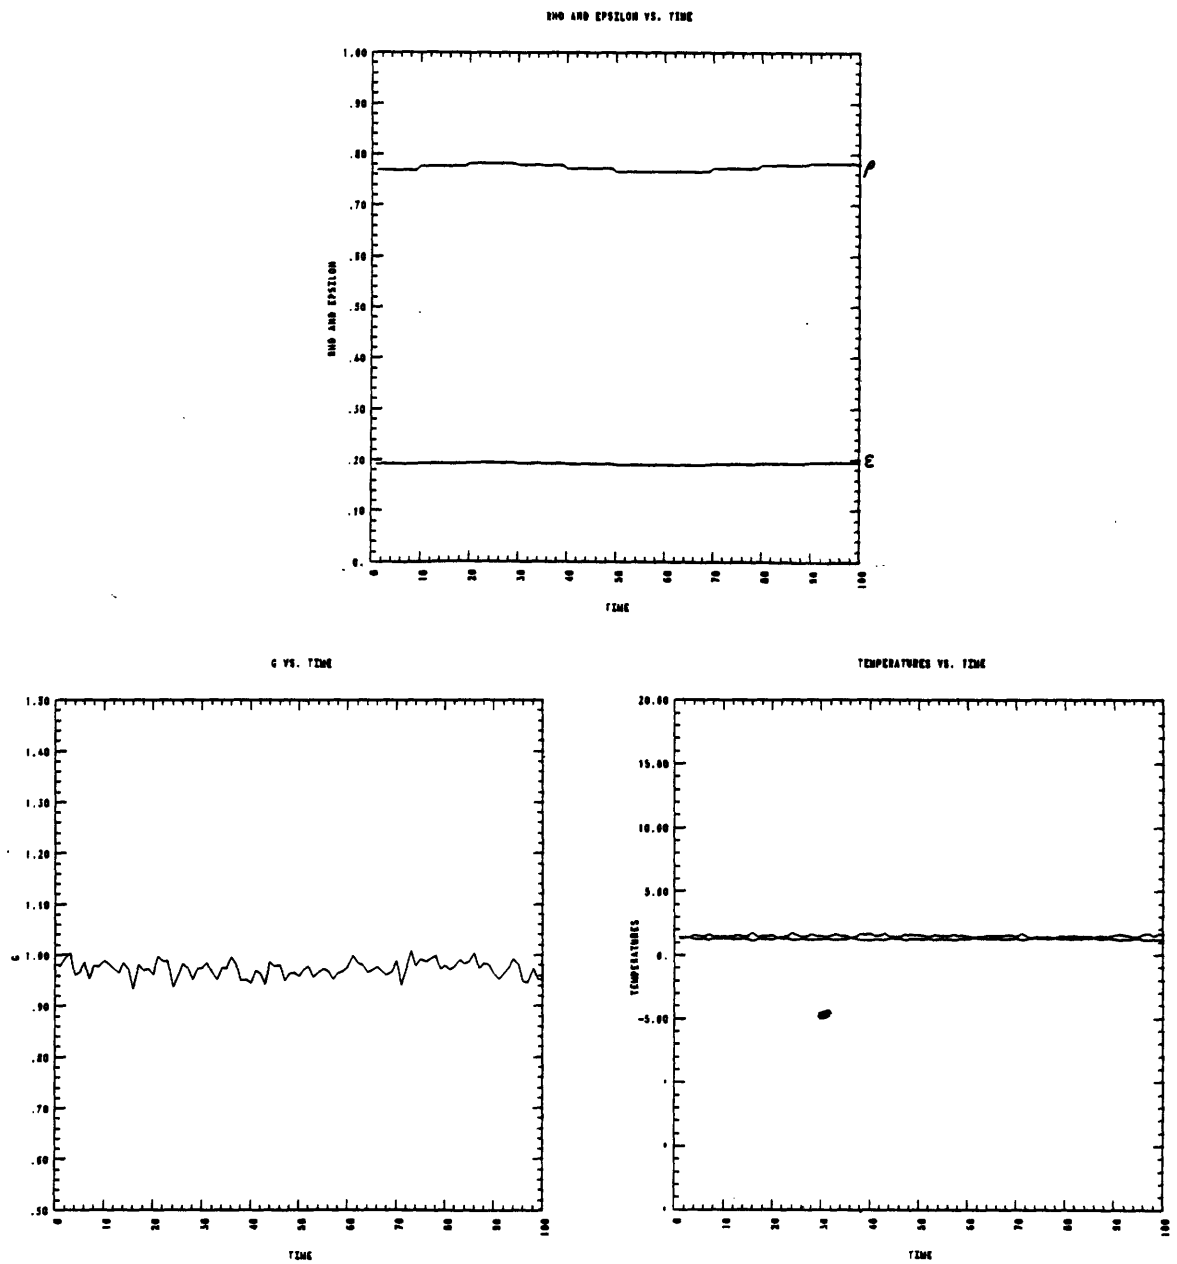 RHO AND EPSILON VS. TIME
1.00
.90
.80
.70
.60
.50
.40
.30
.20
.10
0.
RHO AND EPSILON
ρ
ε
0 10 20 30 40 50 60 70 80 90 100
TIME
G VS. TIME
1.50
1.40
1.30
1.20
1.10
1.00
.90
.80
.70
.60
.50
G
0 10 20 30 40 50 60 70 80 90 100
TIME
TEMPERATURES VS. TIME
20.00
15.00
10.00
5.00
0.
-5.00
TEMPERATURES
0 10 20 30 40 50 60 70 80 90 100
TIME